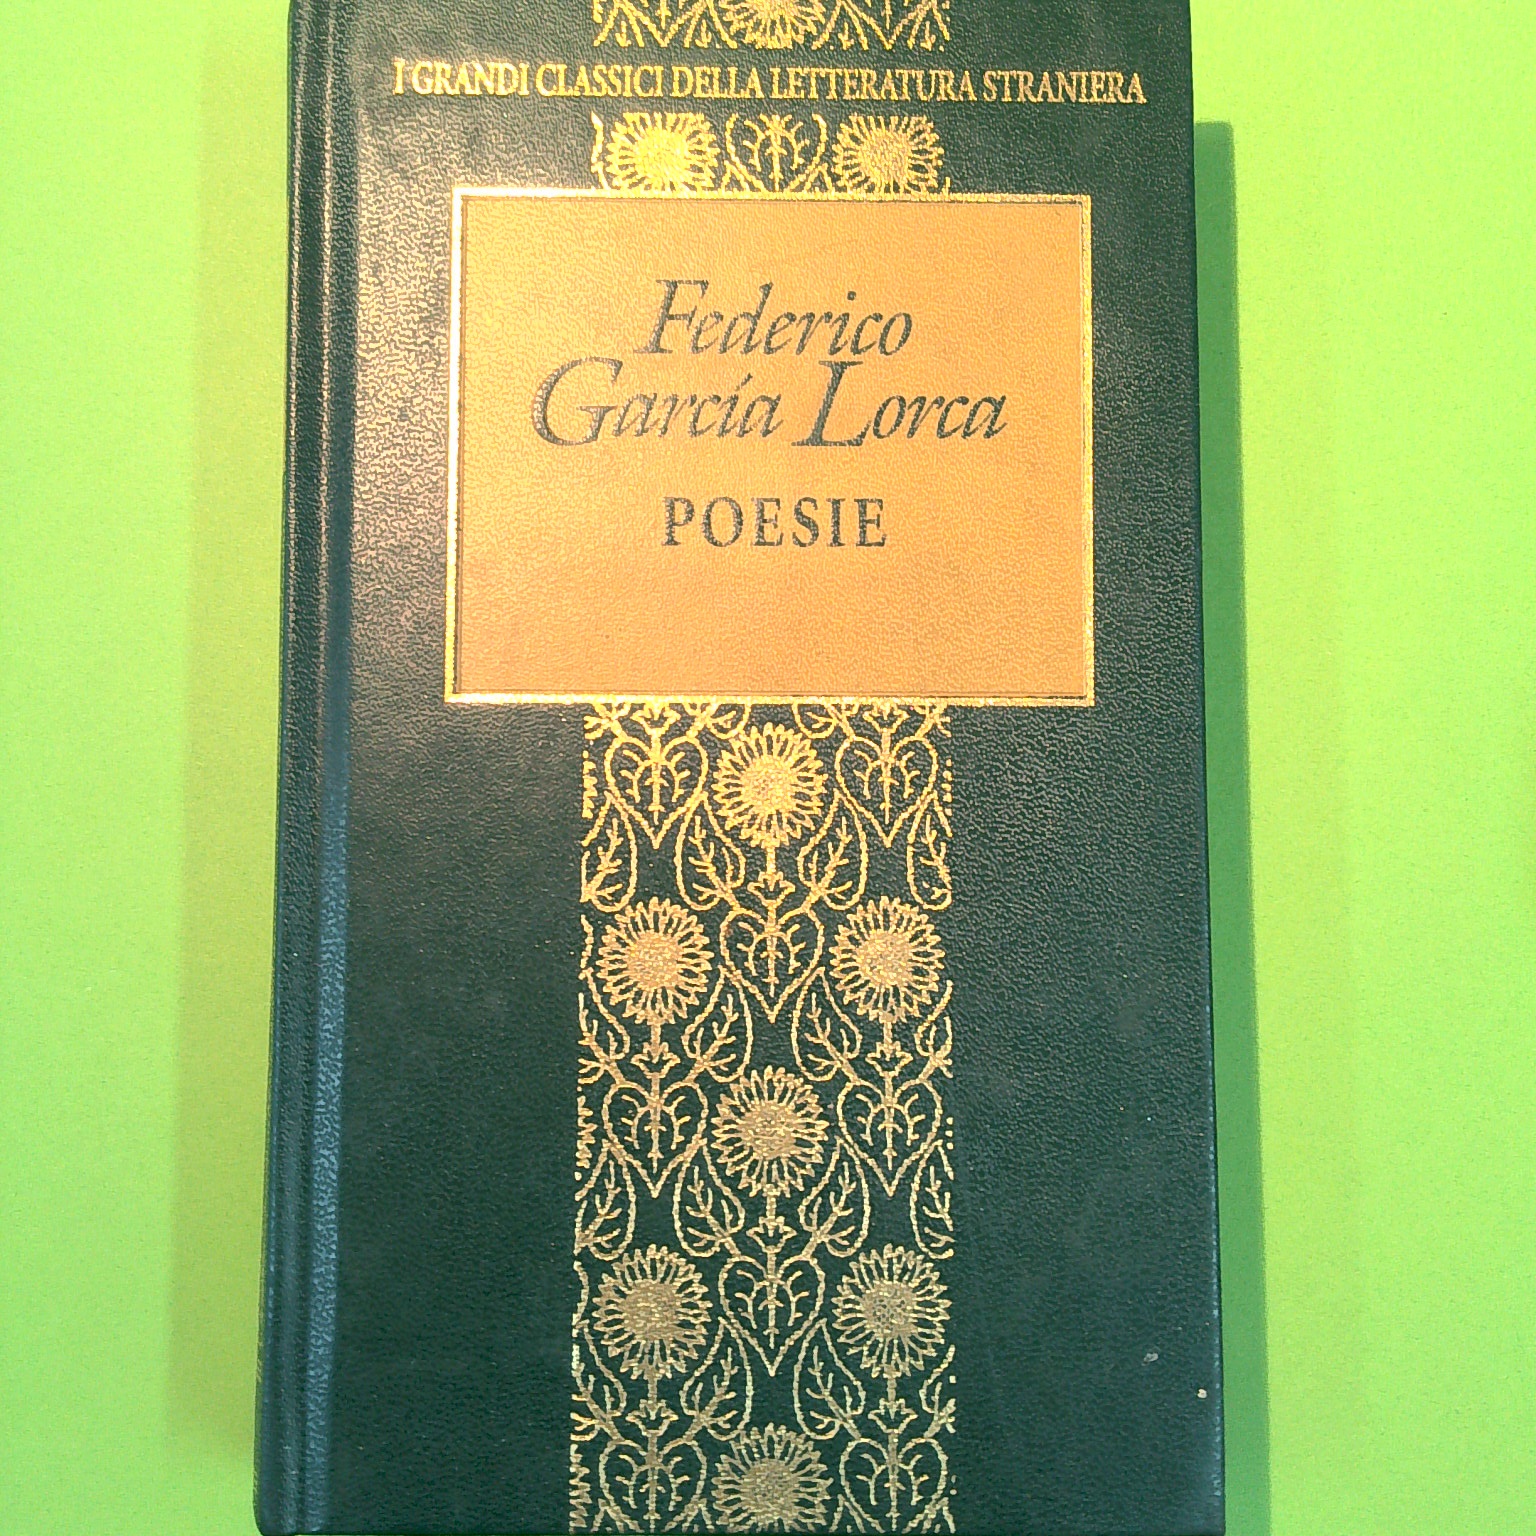 I GRANDI CLASSICI DELLA LETTERATURA STRANIERA
Federico
García Lorca
POESIE